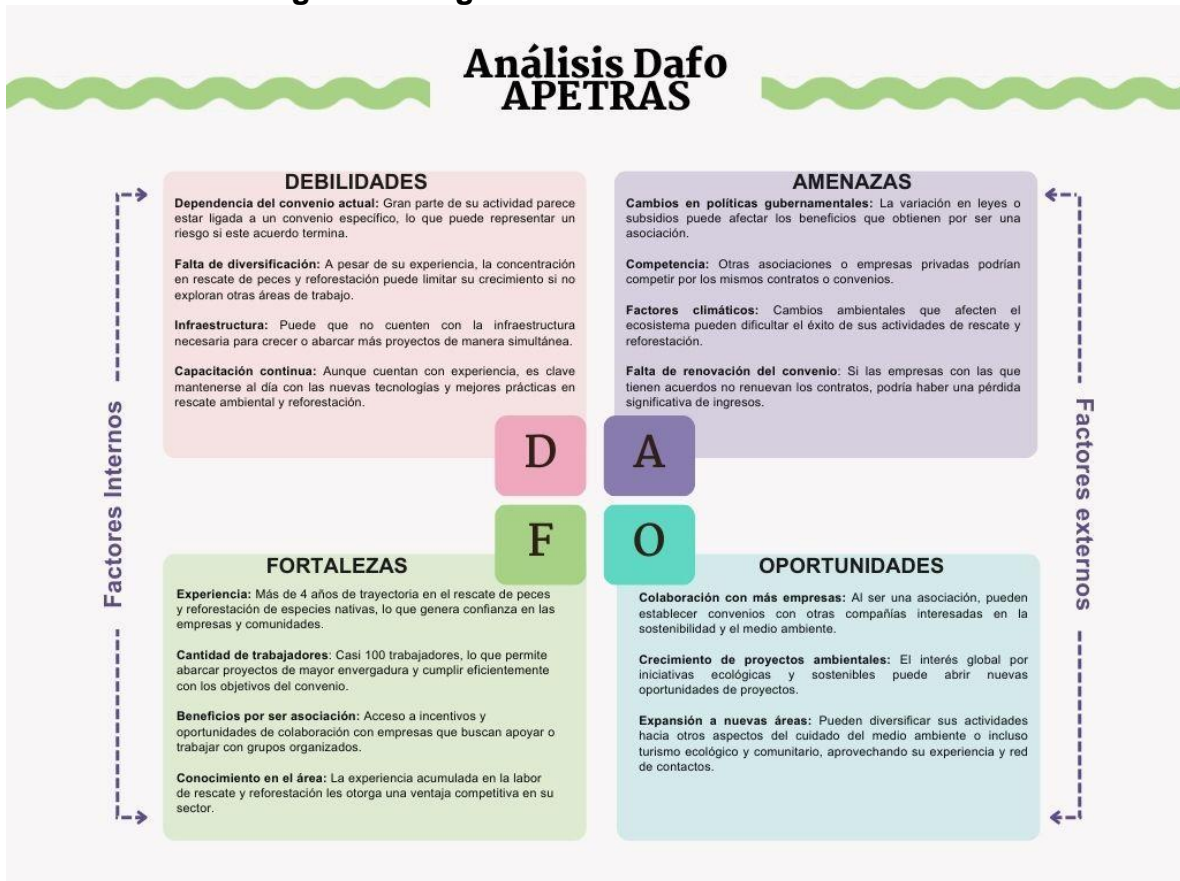 Análisis Dafo
APETRAS
DEBILIDADES
Dependencia del convenio actual: Gran parte de su actividad parece
estar ligada a un convenio específico, lo que puede representar un
riesgo si este acuerdo termina.
Falta de diversificación: A pesar de su experiencia, la concentración
en rescate de peces y reforestación puede limitar su crecimiento si no
exploran otras áreas de trabajo.
Infraestructura: Puede que no cuenten con la infraestructura
necesaria para crecer o abarcar más proyectos de manera simultánea.
Capacitación continua: Aunque cuentan con experiencia, es clave
mantenerse al día con las nuevas tecnologías y mejores prácticas en
rescate ambiental y reforestación.
AMENAZAS
Cambios en políticas gubernamentales: La variación en leyes o
subsidios puede afectar los beneficios que obtienen por ser una
asociación.
Competencia: Otras asociaciones o empresas privadas podrían
competir por los mismos contratos o convenios.
Factores climáticos: Cambios ambientales que afecten el
ecosistema pueden dificultar el éxito de sus actividades de rescate y
reforestación.
Falta de renovación del convenio: Si las empresas con las que
tienen acuerdos no renuevan los contratos, podría haber una pérdida
significativa de ingresos.
Factores Internos
Factores externos
D
A
F
O
FORTALEZAS
Experiencia: Más de 4 años de trayectoria en el rescate de peces
y reforestación de especies nativas, lo que genera confianza en las
empresas y comunidades.
Cantidad de trabajadores: Casi 100 trabajadores, lo que permite
abarcar proyectos de mayor envergadura y cumplir eficientemente
con los objetivos del convenio.
Beneficios por ser asociación: Acceso a incentivos y
oportunidades de colaboración con empresas que buscan apoyar o
trabajar con grupos organizados.
Conocimiento en el área: La experiencia acumulada en la labor
de rescate y reforestación les otorga una ventaja competitiva en su
sector.
OPORTUNIDADES
Colaboración con más empresas: Al ser una asociación, pueden
establecer convenios con otras compañías interesadas en la
sostenibilidad y el medio ambiente.
Crecimiento de proyectos ambientales: El interés global por
iniciativas ecológicas y sostenibles puede abrir nuevas
oportunidades de proyectos.
Expansión a nuevas áreas: Pueden diversificar sus actividades
hacia otros aspectos del cuidado del medio ambiente o incluso
turismo ecológico y comunitario, aprovechando su experiencia y red
de contactos.